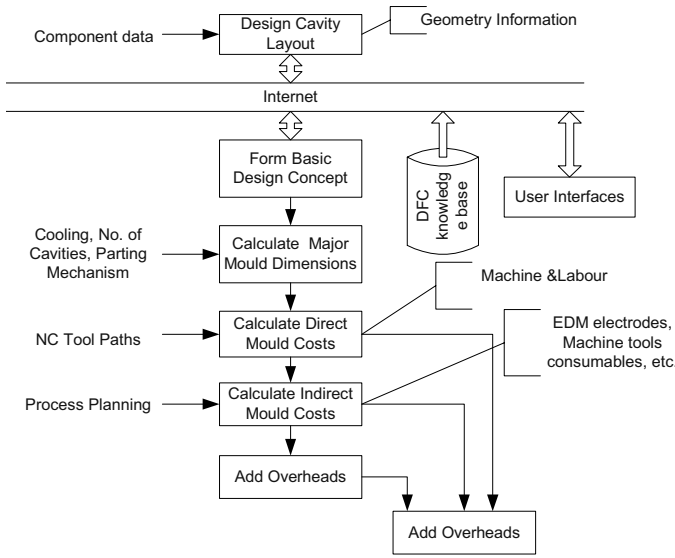 Component data
Design Cavity
Layout
Geometry Information
Internet
Form Basic
Design Concept
DFC
knowledg
e base
User Interfaces
Cooling, No. of
Cavities, Parting
Mechanism
Calculate Major
Mould Dimensions
Machine &Labour
NC Tool Paths
Calculate Direct
Mould Costs
EDM electrodes,
Machine tools
consumables, etc.
Process Planning
Calculate Indirect
Mould Costs
Add Overheads
Add Overheads